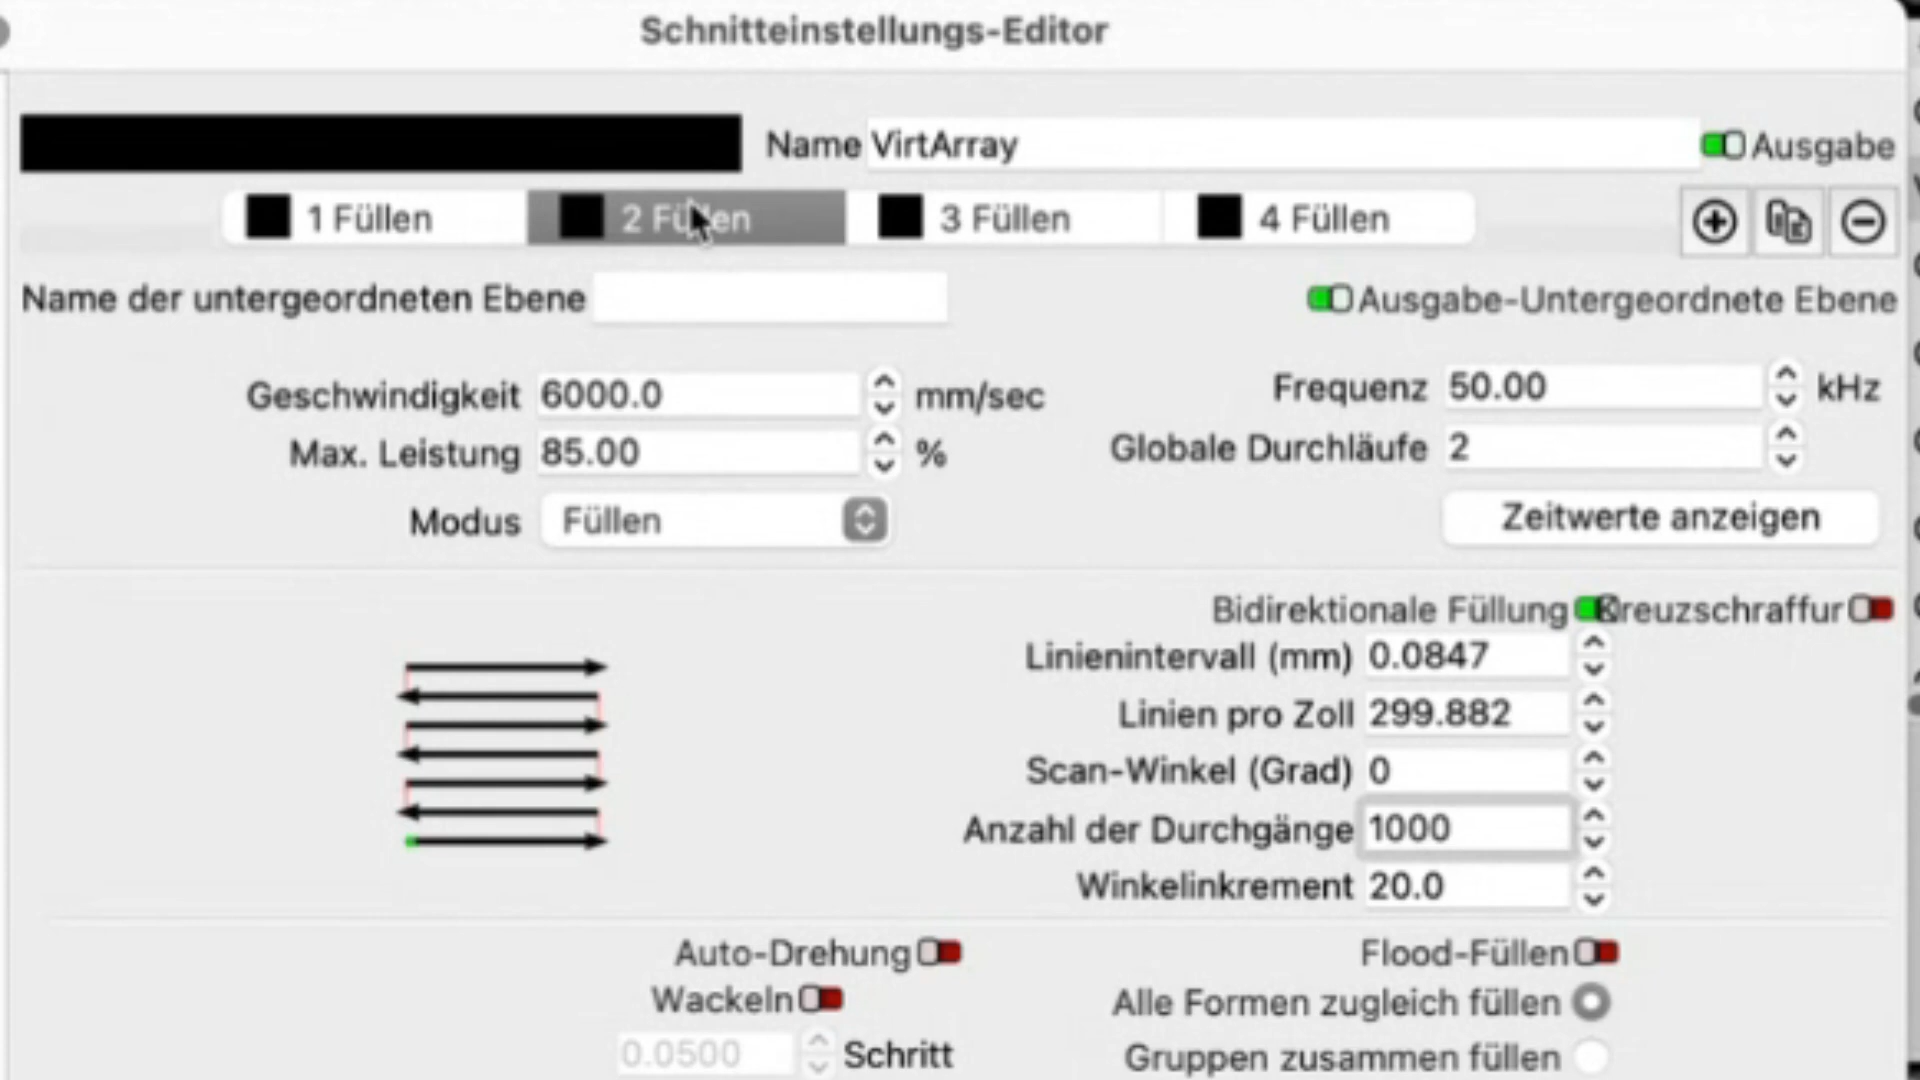 Schnitteinstellungs-Editor
Name VirtArray Ausgabe
1 Füllen 2 Füllen 3 Füllen 4 Füllen
Name der untergeordneten Ebene Ausgabe-Untergeordnete Ebene
Geschwindigkeit 6000.0 mm/sec Frequenz 50.00 kHz
Max. Leistung 85.00 % Globale Durchläufe 2
Modus Füllen Zeitwerte anzeigen
Bidirektionale Füllung Kreuzschraffur
Linienintervall (mm) 0.0847
Linien pro Zoll 299.882
Scan-Winkel (Grad) 0
Anzahl der Durchgänge 1000
Winkelinkrement 20.0
Auto-Drehung Flood-Füllen
Wackeln Alle Formen zugleich füllen
0.0500 Schritt Gruppen zusammen füllen